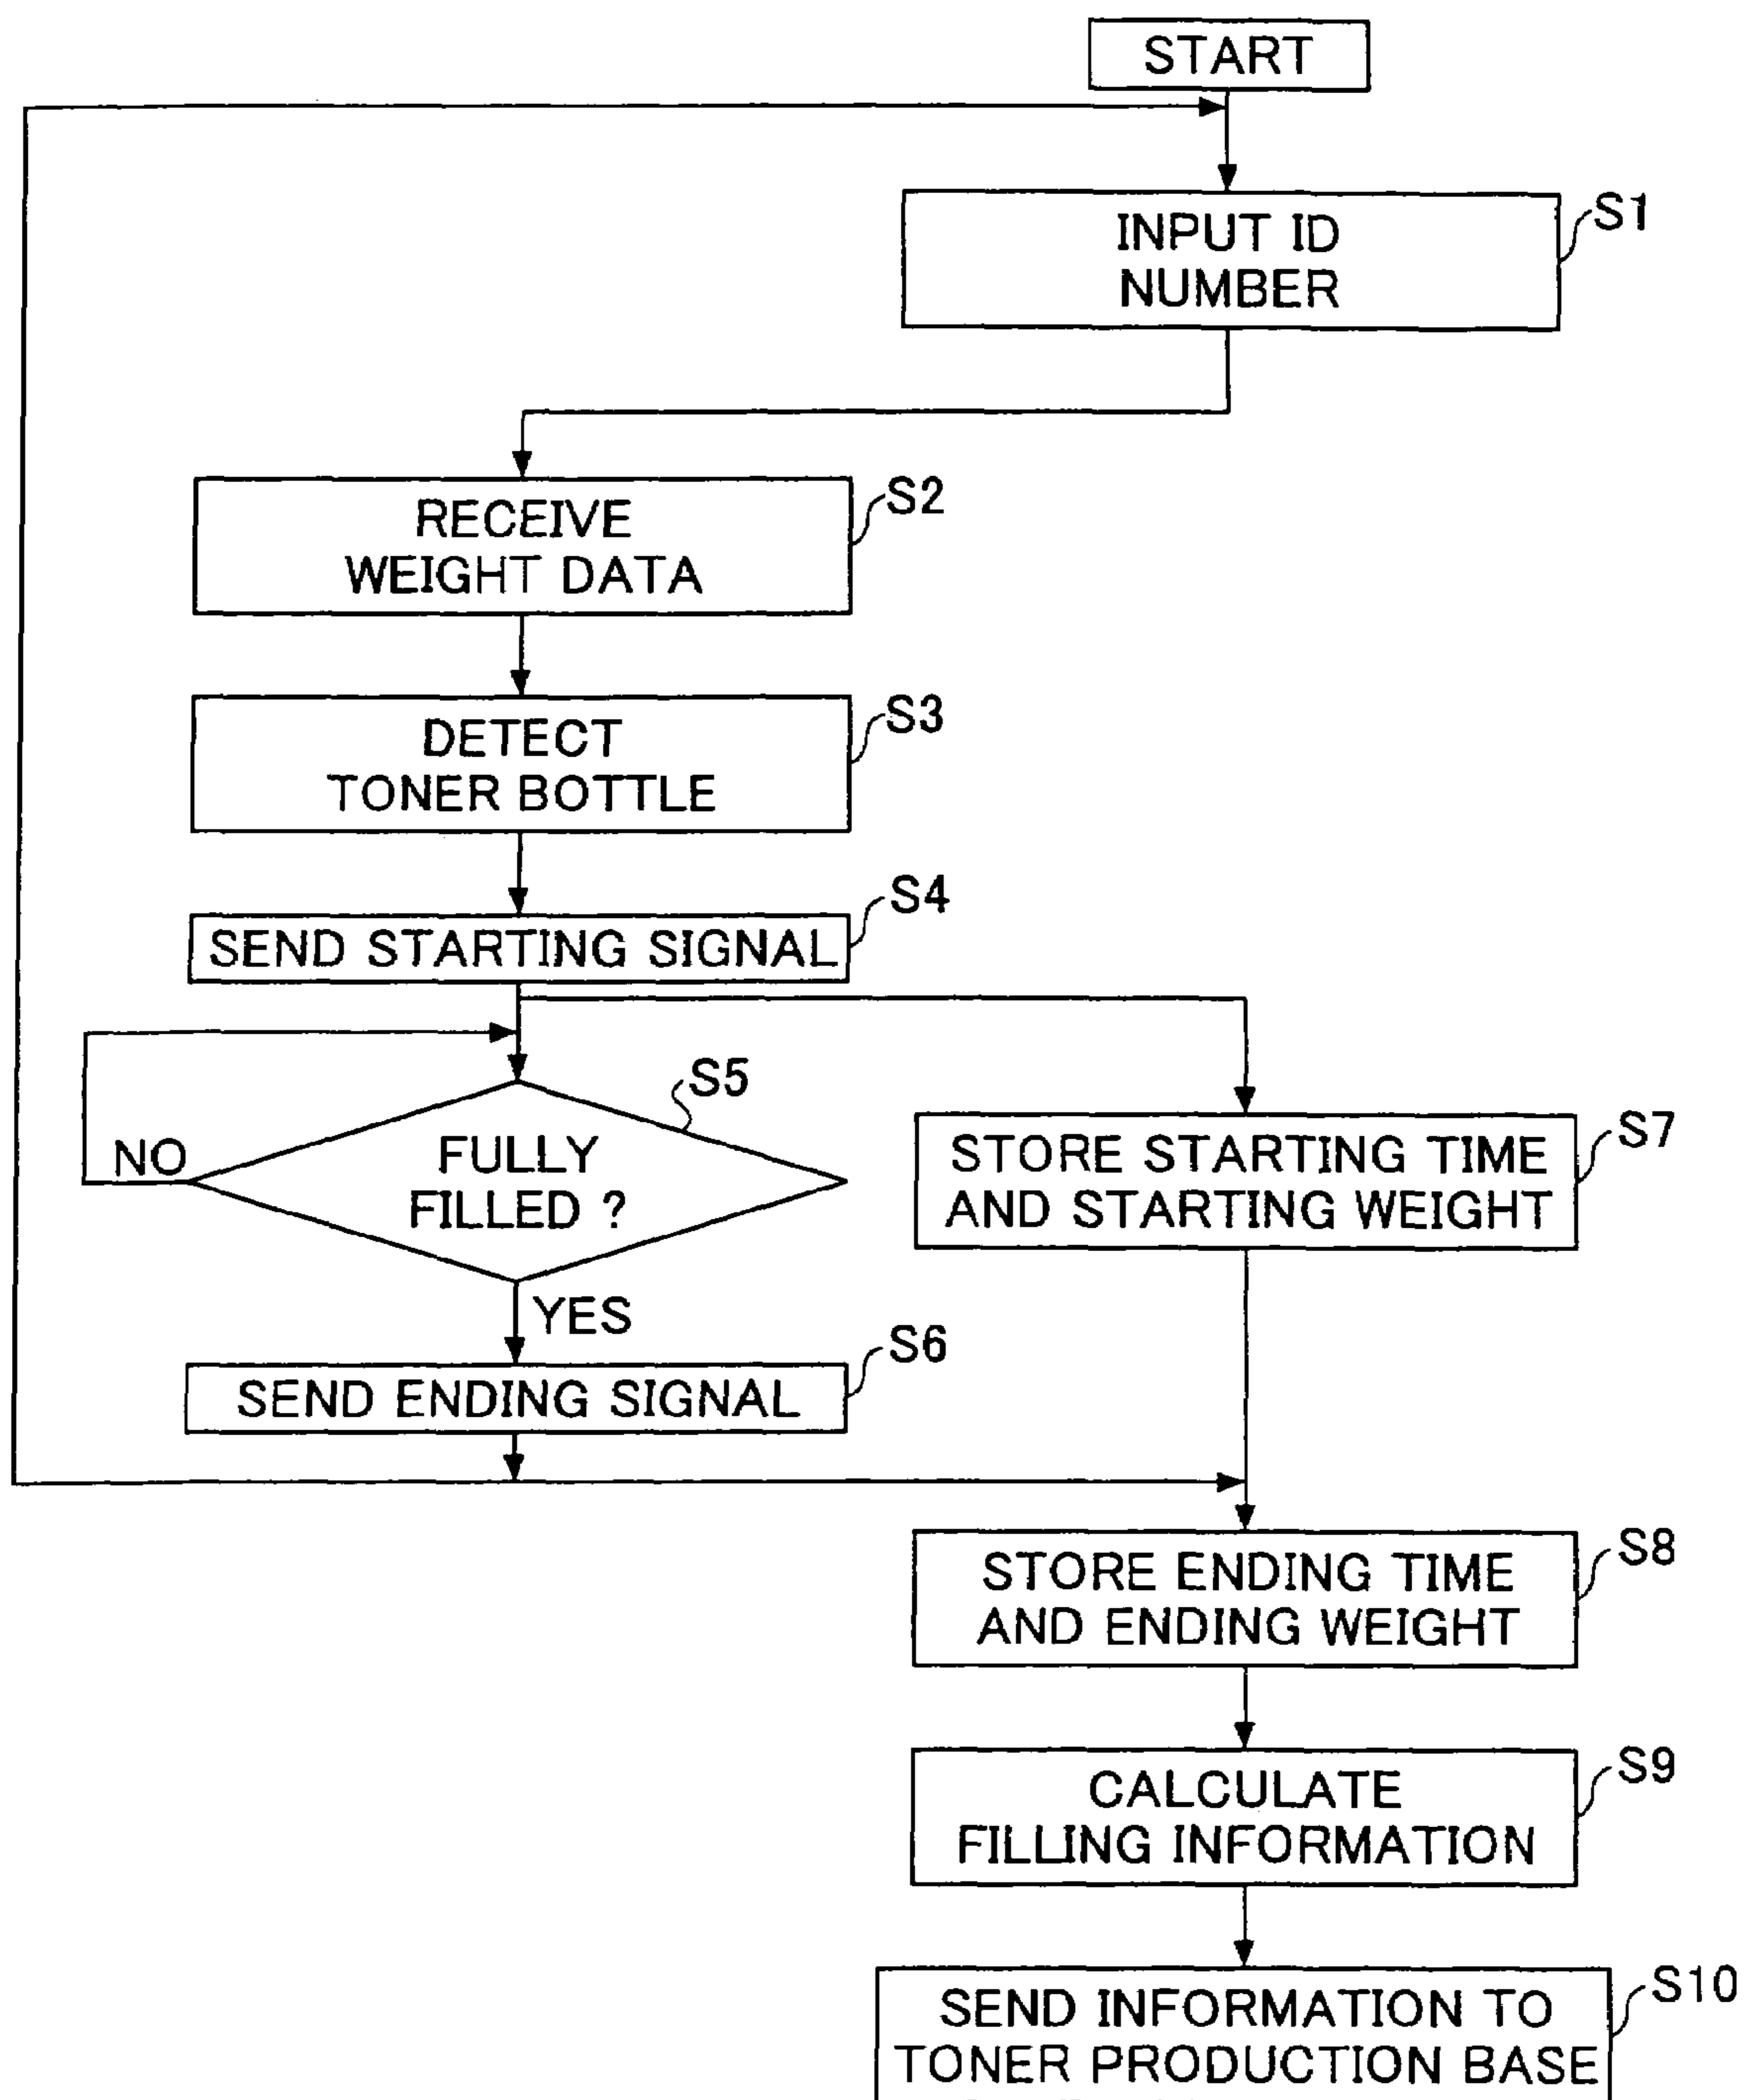 START
INPUT ID
NUMBER
S1
RECEIVE
WEIGHT DATA
S2
DETECT
TONER BOTTLE
S3
SEND STARTING SIGNAL
S4
FULLY
FILLED ?
S5
NO
YES
STORE STARTING TIME
AND STARTING WEIGHT
S7
SEND ENDING SIGNAL
S6
STORE ENDING TIME
AND ENDING WEIGHT
S8
CALCULATE
FILLING INFORMATION
S9
SEND INFORMATION TO
TONER PRODUCTION BASE
S10